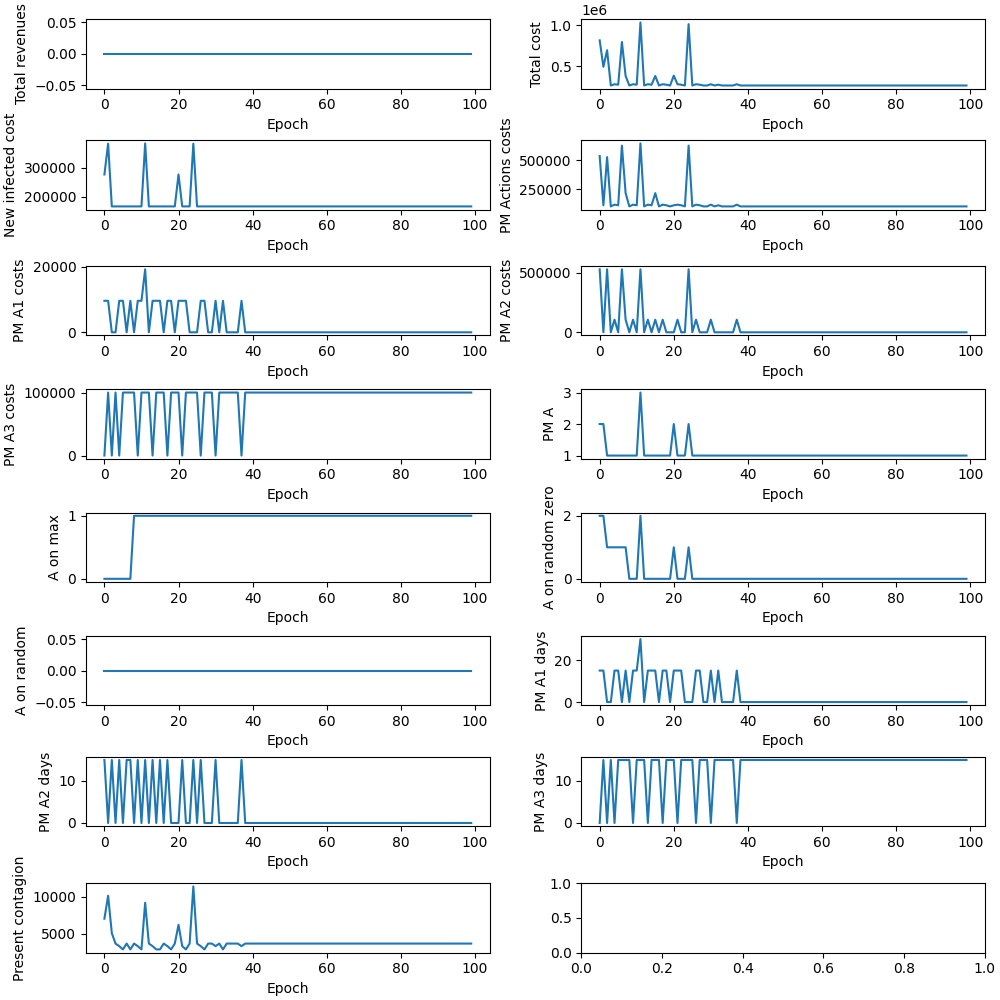 Total revenues
0.05
0.00
−0.05
0 20 40 60 80 100
Epoch
1e6
Total cost
1.0
0.5
0 20 40 60 80 100
Epoch
New infected cost
300000
200000
0 20 40 60 80 100
Epoch
PM Actions costs
500000
250000
0 20 40 60 80 100
Epoch
PM A1 costs
20000
0
0 20 40 60 80 100
Epoch
PM A2 costs
500000
0
0 20 40 60 80 100
Epoch
PM A3 costs
100000
0
0 20 40 60 80 100
Epoch
PM A
3
2
1
0 20 40 60 80 100
Epoch
A on max
1
0
0 20 40 60 80 100
Epoch
A on random zero
2
0
0 20 40 60 80 100
Epoch
A on random
0.05
0.00
−0.05
0 20 40 60 80 100
Epoch
PM A1 days
20
0
0 20 40 60 80 100
Epoch
PM A2 days
10
0
0 20 40 60 80 100
Epoch
PM A3 days
10
0
0 20 40 60 80 100
Epoch
Present contagion
10000
5000
0 20 40 60 80 100
Epoch
1.0
0.5
0.0
0.0 0.2 0.4 0.6 0.8 1.0